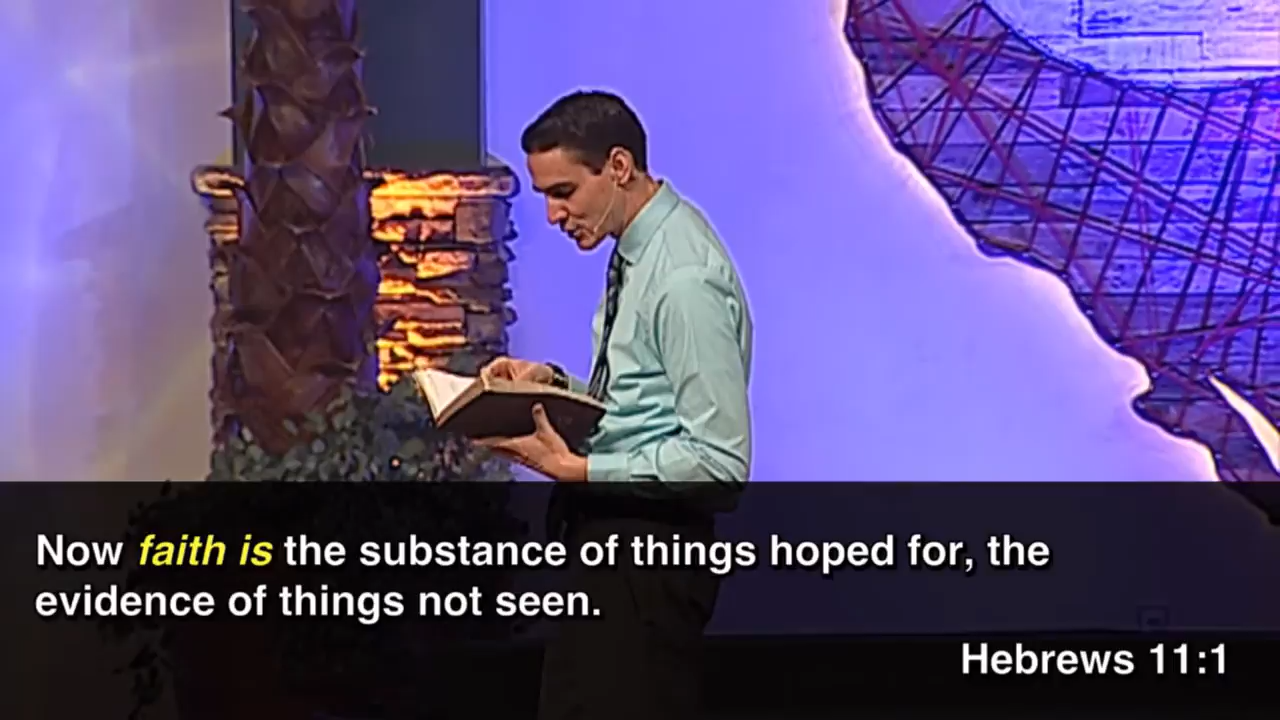 Now faith is the substance of things hoped for, the
evidence of things not seen.
Hebrews 11:1